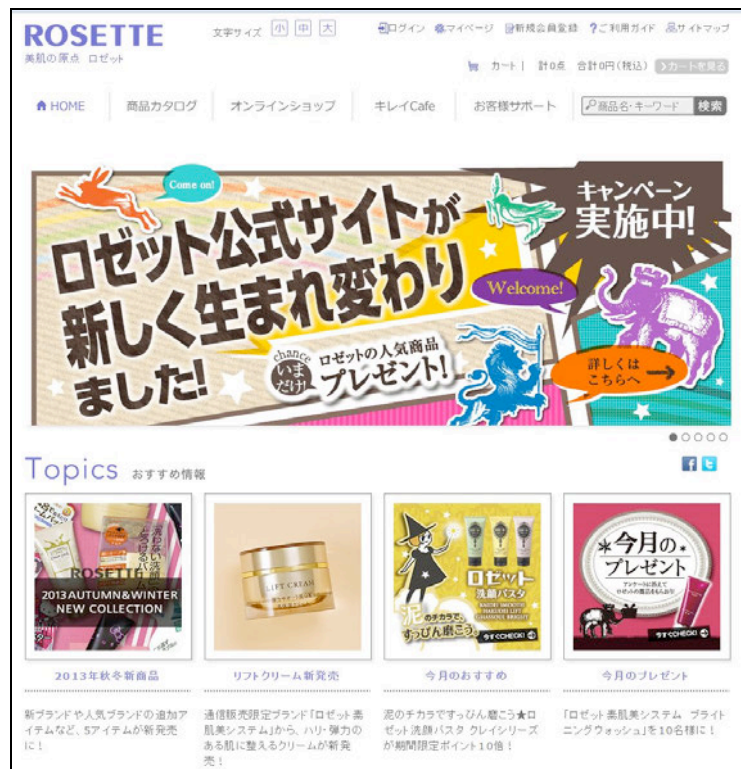 ROSETTE
美肌の原点 ロゼット
文字サイズ 小 中 大
ログイン マイページ 新規会員登録 ?ご利用ガイド サイトマップ
カート| 計0点 合計0円(税込) >カートを見る
HOME 商品カタログ オンラインショップ キレイCafe お客様サポート 商品名・キーワード 検索
Come on!
キャンペーン
実施中!
ロゼット公式サイトが
新しく生まれ変わり
ました!
Welcome!
chance
いま
だけ!
ロゼットの人気商品
プレゼント!
詳しくは
こちらへ
Topics おすすめ情報
ROSETTE
2013AUTUMN&WINTER
NEW COLLECTION
LIFT CREAM
ロゼット
洗顔パスタ
泥のチカラで、
すっぴん磨こう。
今すぐCHECK!
今月の
プレゼント
アンケートに答えて
今すぐCHECK!
2013年秋冬新商品
リフトクリーム新発売
今月のおすすめ
今月のプレゼント
新ブランドや人気ブランドの追加ア
イテムなど、5アイテムが新発売
に!
通信販売限定ブランド「ロゼット素
肌美システム」から、ハリ・弾力の
ある肌に整えるクリームが新発
売!
泥のチカラですっぴん磨こう★ロ
ゼット洗顔パスタ クレイシリーズ
が期間限定ポイント10倍!
「ロゼット素肌美システム ブライト
ニングウォッシュ」を10名様に!